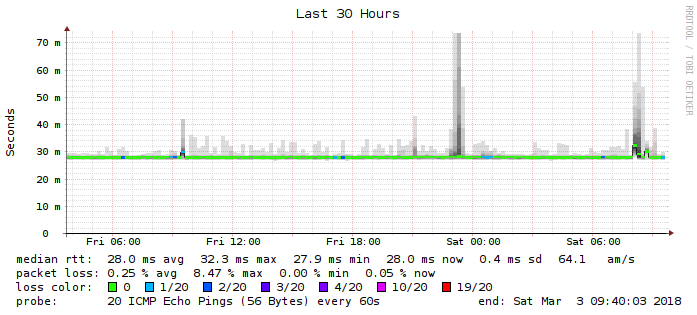 Last 30 Hours
RRDTOOL / TOBI OETIKER
Seconds
70 m
60 m
50 m
40 m
30 m
20 m
10 m
0
Fri 06:00 Fri 12:00 Fri 18:00 Sat 00:00 Sat 06:00
median rtt: 28.0 ms avg 32.3 ms max 27.9 ms min 28.0 ms now 0.4 ms sd 64.1 am/s
packet loss: 0.25 % avg 8.47 % max 0.00 % min 0.05 % now
loss color: 0 1/20 2/20 3/20 4/20 10/20 19/20
probe: 20 ICMP Echo Pings (56 Bytes) every 60s end: Sat Mar 3 09:40:03 2018